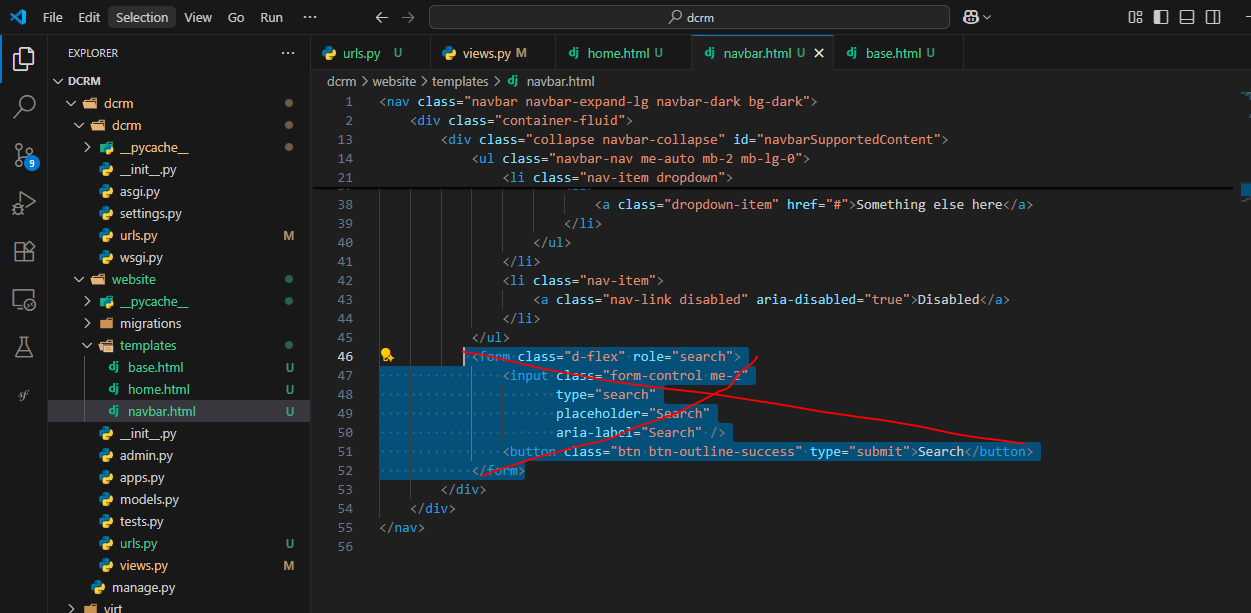 File Edit Selection View Go Run ···
dcrm
EXPLORER ···
DCRM
dcrm
dcrm
__pycache__
__init__.py
asgi.py
settings.py
urls.py M
wsgi.py
website
__pycache__
migrations
templates
dj base.html U
dj home.html U
dj navbar.html U
__init__.py
admin.py
apps.py
models.py
tests.py
urls.py U
views.py M
manage.py
virt
9
urls.py U
views.py M
dj home.html U
dj navbar.html U
dj base.html U
dcrm > website > templates > dj navbar.html
1 <nav class="navbar navbar-expand-lg navbar-dark bg-dark">
2 <div class="container-fluid">
13 <div class="collapse navbar-collapse" id="navbarSupportedContent">
14 <ul class="navbar-nav me-auto mb-2 mb-lg-0">
21 <li class="nav-item dropdown">
38 <a class="dropdown-item" href="#">Something else here</a>
39 </li>
40 </ul>
41 </li>
42 <li class="nav-item">
43 <a class="nav-link disabled" aria-disabled="true">Disabled</a>
44 </li>
45 </ul>
46 <form class="d-flex" role="search">
47 <input class="form-control me-2"
48 type="search"
49 placeholder="Search"
50 aria-label="Search" />
51 <button class="btn btn-outline-success" type="submit">Search</button>
52 </form>
53 </div>
54 </div>
55 </nav>
56